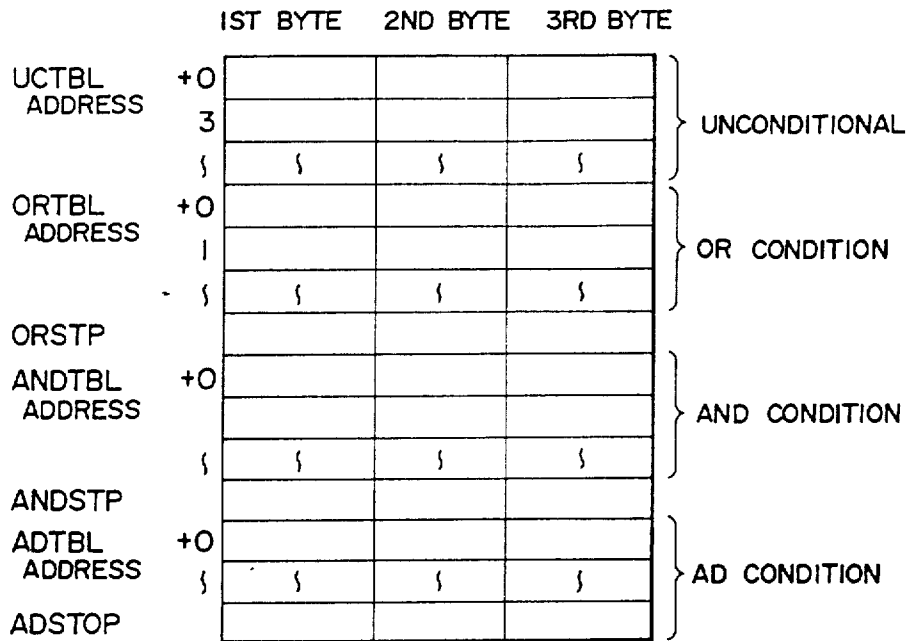 1ST BYTE 2ND BYTE 3RD BYTE
UCTBL +0
ADDRESS
3
UNCONDITIONAL
ORTBL +0
ADDRESS
1
OR CONDITION
ORSTP
ANDTBL +0
ADDRESS
AND CONDITION
ANDSTP
ADTBL +0
ADDRESS
AD CONDITION
ADSTOP